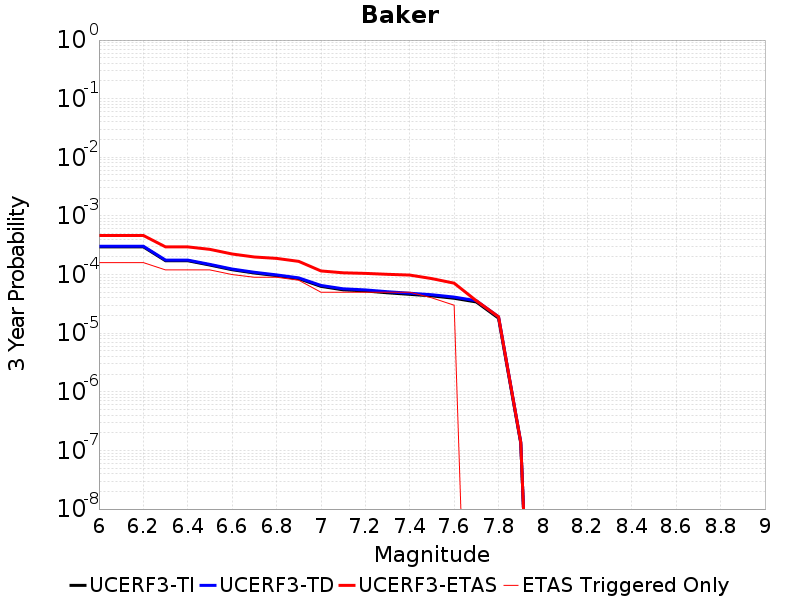 Baker
10^0
10^-1
10^-2
10^-3
10^-4
10^-5
10^-6
10^-7
10^-8
3 Year Probability
6 6.2 6.4 6.6 6.8 7 7.2 7.4 7.6 7.8 8 8.2 8.4 8.6 8.8 9
Magnitude
UCERF3-TI UCERF3-TD UCERF3-ETAS ETAS Triggered Only